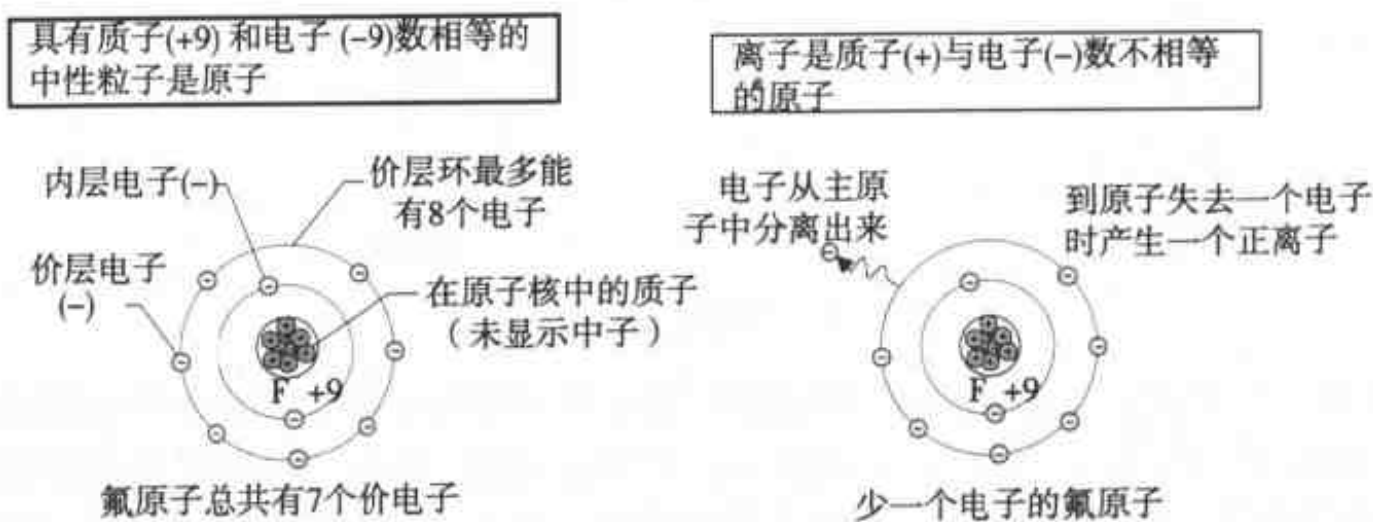 具有质子(+9) 和电子 (–9)数相等的
中性粒子是原子
离子是质子(+)与电子(–)数不相等
的原子
内层电子(–)
价层环最多能
有8个电子
价层电子
(–)
在原子核中的质子
（未显示中子）
F +9
氟原子总共有7个价电子
电子从主原
子中分离出来
到原子失去一个电子
时产生一个正离子
F +9
少一个电子的氟原子